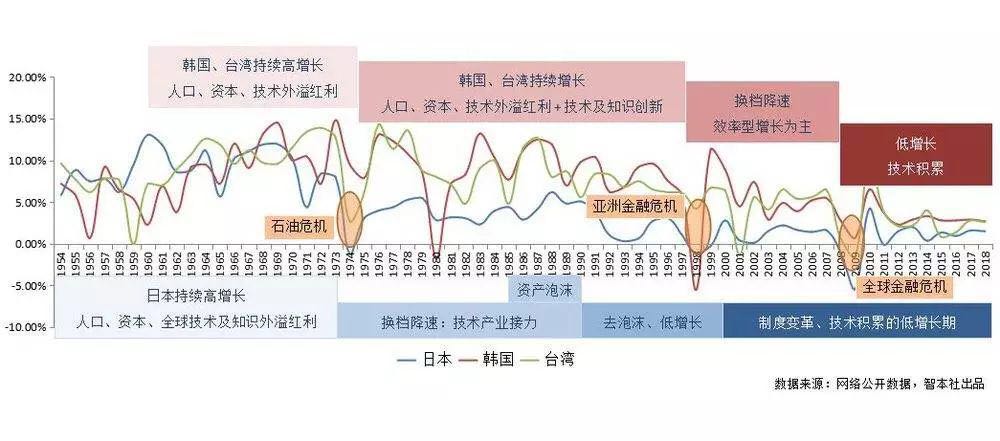 韩国、台湾持续高增长
人口、资本、技术外溢红利
韩国、台湾持续增长
人口、资本、技术外溢红利+技术及知识创新
换档降速
效率型增长为主
低增长
技术积累
20.00%
15.00%
10.00%
5.00%
0.00%
-5.00%
-10.00%
石油危机
亚洲金融危机
全球金融危机
1954 1955 1956 1957 1958 1959 1960 1961 1962 1963 1964 1965 1966 1967 1968 1969 1970 1971 1972 1973 1974 1975 1976 1977 1978 1979 1980 1981 1982 1983 1984 1985 1986 1987 1988 1989 1990 1991 1992 1993 1994 1995 1996 1997 1998 1999 2000 2001 2002 2003 2004 2005 2006 2007 2008 2009 2010 2011 2012 2013 2014 2015 2016 2017 2018
日本持续高增长
人口、资本、全球技术及知识外溢红利
资产泡沫
换档降速：技术产业接力
去泡沫、低增长
制度变革、技术积累的低增长期
日本 韩国 台湾
数据来源：网络公开数据，智本社出品